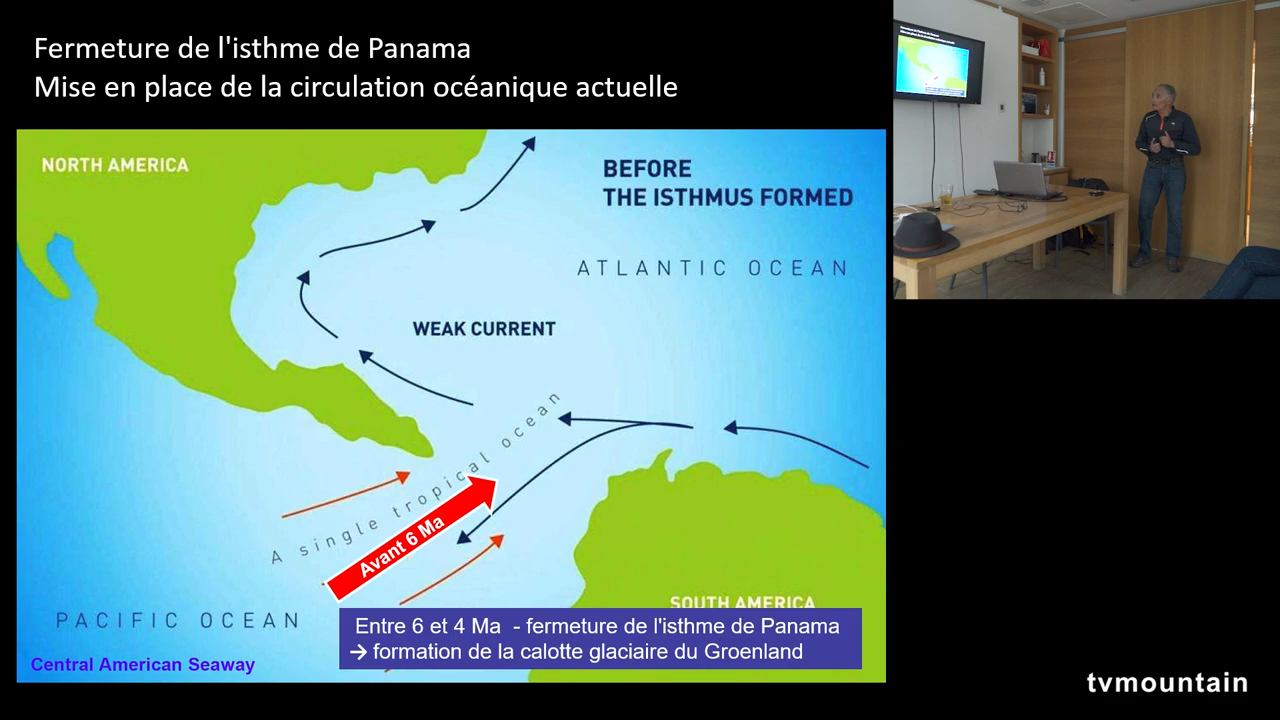 Fermeture de l'isthme de Panama
Mise en place de la circulation océanique actuelle
NORTH AMERICA
BEFORE
THE ISTHMUS FORMED
ATLANTIC OCEAN
WEAK CURRENT
A single tropical ocean
Avant 6 Ma
PACIFIC OCEAN
SOUTH AMERICA
Entre 6 et 4 Ma - fermeture de l'isthme de Panama
→ formation de la calotte glaciaire du Groenland
Central American Seaway
tvmountain